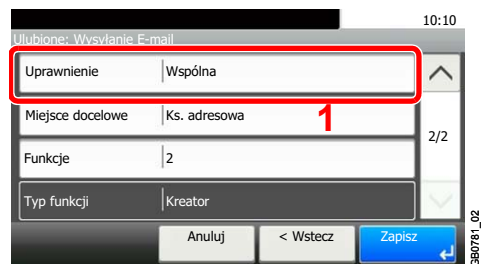 10:10
Ulubione: Wysyłanie E-mail
Uprawnienie Wspólna
1
Miejsce docelowe Ks. adresowa
2/2
Funkcje 2
Typ funkcji Kreator
Anuluj < Wstecz Zapisz
GB0781_02